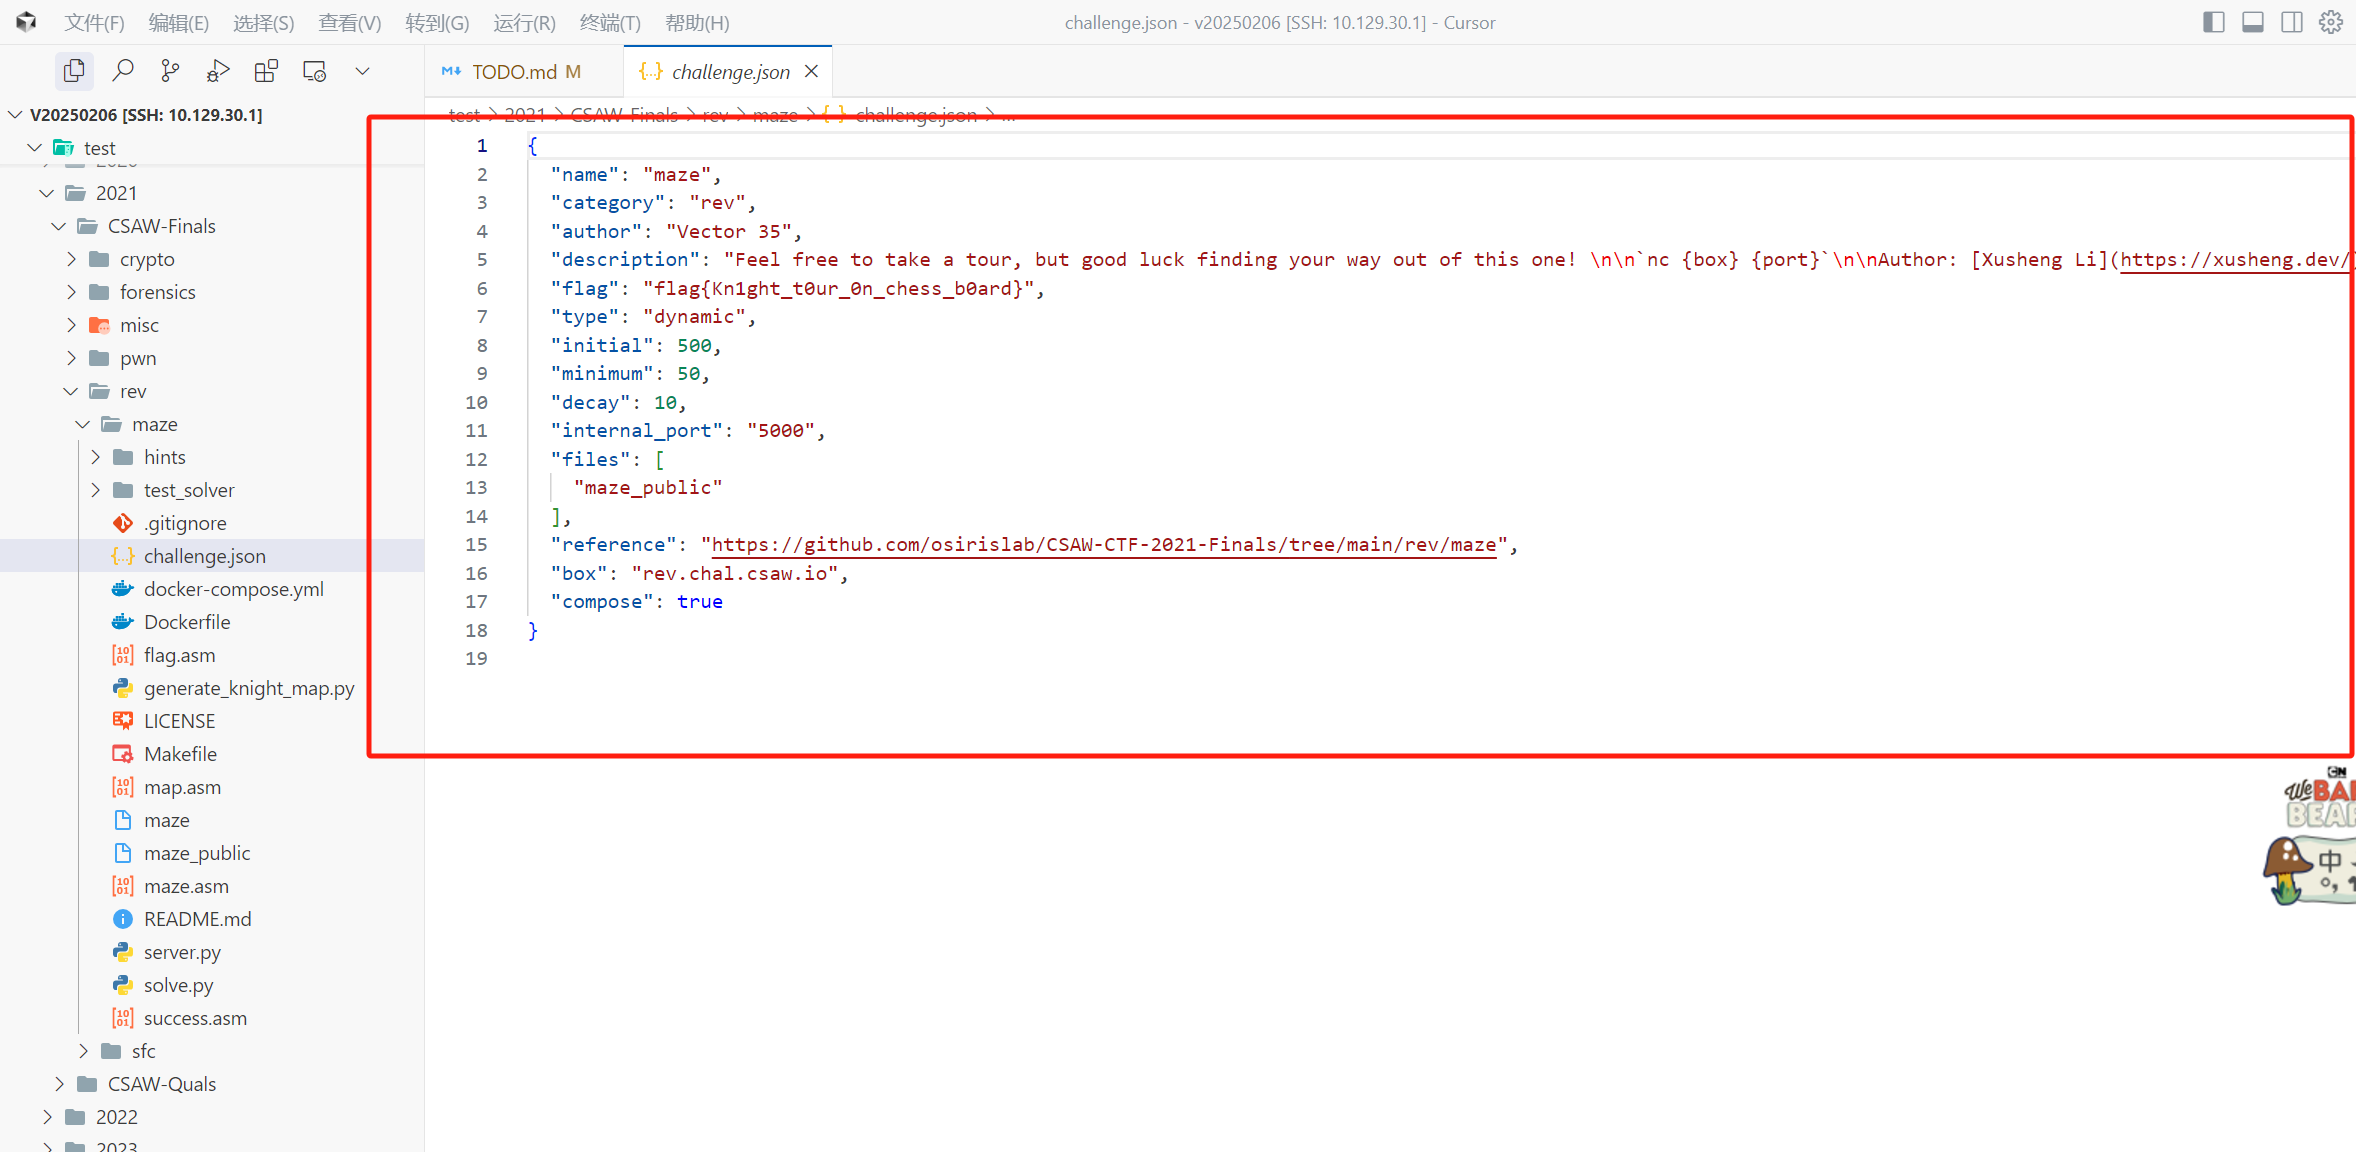 文件(F) 编辑(E) 选择(S) 查看(V) 转到(G) 运行(R) 终端(T) 帮助(H) challenge.json - v20250206 [SSH: 10.129.30.1] - Cursor
TODO.md M challenge.json
V20250206 [SSH: 10.129.30.1]
test
2020
2021
CSAW-Finals
crypto
forensics
misc
pwn
rev
maze
hints
test_solver
.gitignore
challenge.json
docker-compose.yml
Dockerfile
flag.asm
generate_knight_map.py
LICENSE
Makefile
map.asm
maze
maze_public
maze.asm
README.md
server.py
solve.py
success.asm
sfc
CSAW-Quals
2022
2023
test > 2021 > CSAW-Finals > rev > maze > {} challenge.json > ...
1 {
2 "name": "maze",
3 "category": "rev",
4 "author": "Vector 35",
5 "description": "Feel free to take a tour, but good luck finding your way out of this one! \n\n`nc {box} {port}`\n\nAuthor: [Xusheng Li](https://xusheng.dev/
6 "flag": "flag{Kn1ght_t0ur_0n_chess_b0ard}",
7 "type": "dynamic",
8 "initial": 500,
9 "minimum": 50,
10 "decay": 10,
11 "internal_port": "5000",
12 "files": [
13 "maze_public"
14 ],
15 "reference": "https://github.com/osirislab/CSAW-CTF-2021-Finals/tree/main/rev/maze",
16 "box": "rev.chal.csaw.io",
17 "compose": true
18 }
19
CN
We BA
BEA
中